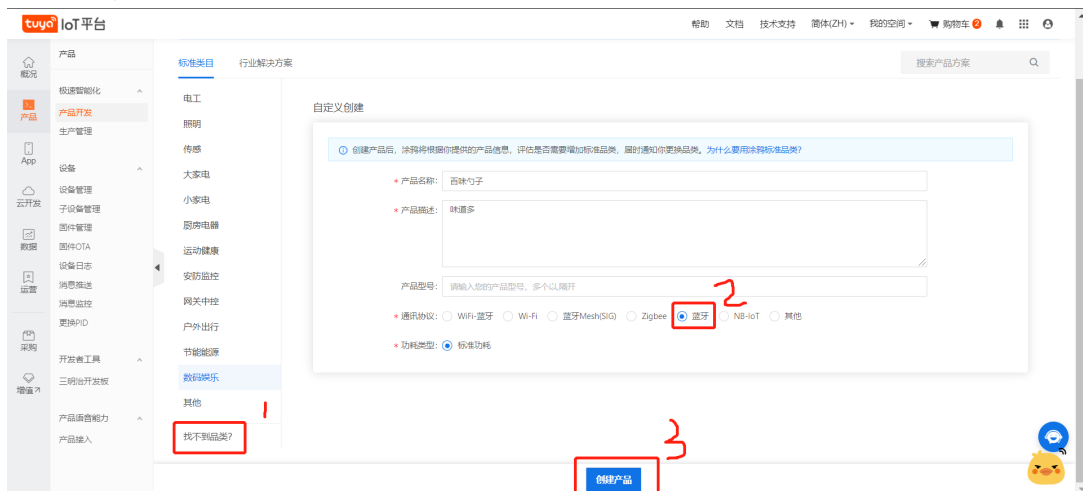 tuya IoT平台
帮助 文档 技术支持 简体(ZH) 我的空间 购物车 2
概况
产品
App
云开发
数据
运营
采购
增值
产品
极速智能化
产品开发
生产管理
设备
设备管理
子设备管理
固件管理
固件OTA
设备日志
消息推送
消息监控
更换PID
开发者工具
三明治开发板
产品语音能力
产品接入
标准类目 行业解决方案
搜索产品方案
电工
照明
传感
大家电
小家电
厨房电器
运动健康
安防监控
网关中控
户外出行
节能能源
数码娱乐
其他
1
找不到品类?
自定义创建
创建产品后，涂鸦将根据你提供的产品信息，评估是否需要增加标准品类，届时通知你更换品类。为什么要用涂鸦标准品类?
* 产品名称: 百味勺子
* 产品描述: 味道多
产品型号: 请输入您的产品型号，多个以,隔开
2
* 通讯协议: WiFi-蓝牙 Wi-Fi 蓝牙Mesh(SIG) Zigbee 蓝牙 NB-IoT 其他
* 功耗类型: 标准功耗
3
创建产品